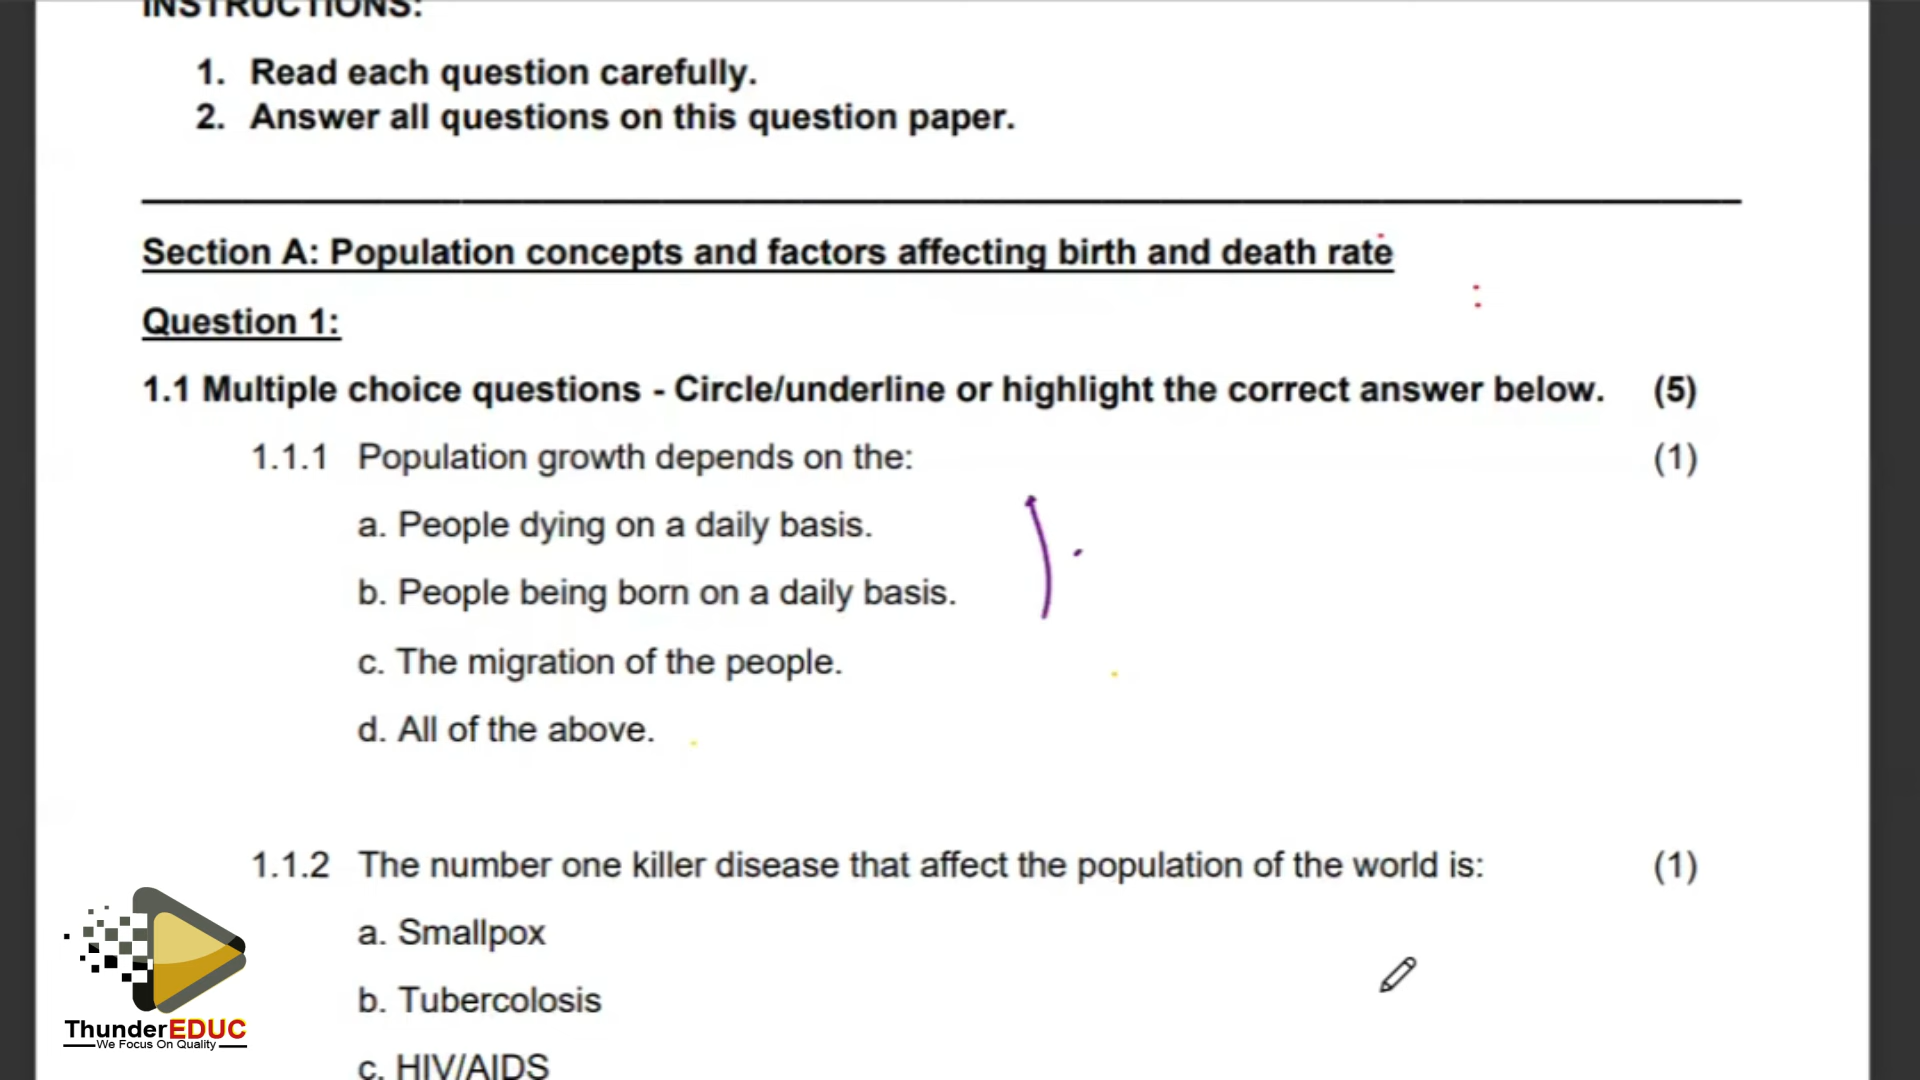 INSTRUCTIONS:
1. Read each question carefully.
2. Answer all questions on this question paper.
Section A: Population concepts and factors affecting birth and death rate
Question 1:
1.1 Multiple choice questions - Circle/underline or highlight the correct answer below. (5)
1.1.1 Population growth depends on the: (1)
a. People dying on a daily basis.
b. People being born on a daily basis.
c. The migration of the people.
d. All of the above.
1.1.2 The number one killer disease that affect the population of the world is: (1)
a. Smallpox
b. Tubercolosis
c. HIV/AIDS
ThunderEDUC
We Focus On Quality